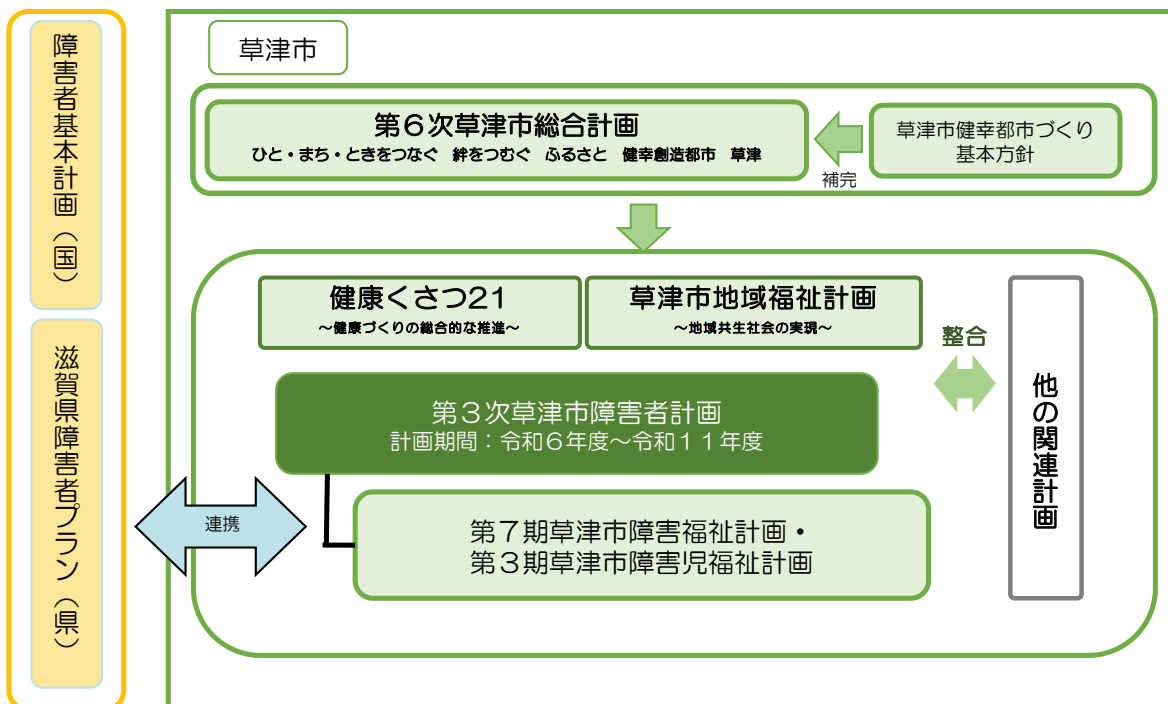 障害者基本計画（国）
滋賀県障害者プラン（県）
草津市
第６次草津市総合計画
ひと・まち・ときをつなぐ　絆をつむぐ　ふるさと　健幸創造都市　草津
補完
草津市健幸都市づくり
基本方針
健康くさつ21
～健康づくりの総合的な推進～
草津市地域福祉計画
～地域共生社会の実現～
整合
他の関連計画
第３次草津市障害者計画
計画期間：令和６年度～令和１１年度
連携
第７期草津市障害福祉計画・
第３期草津市障害児福祉計画